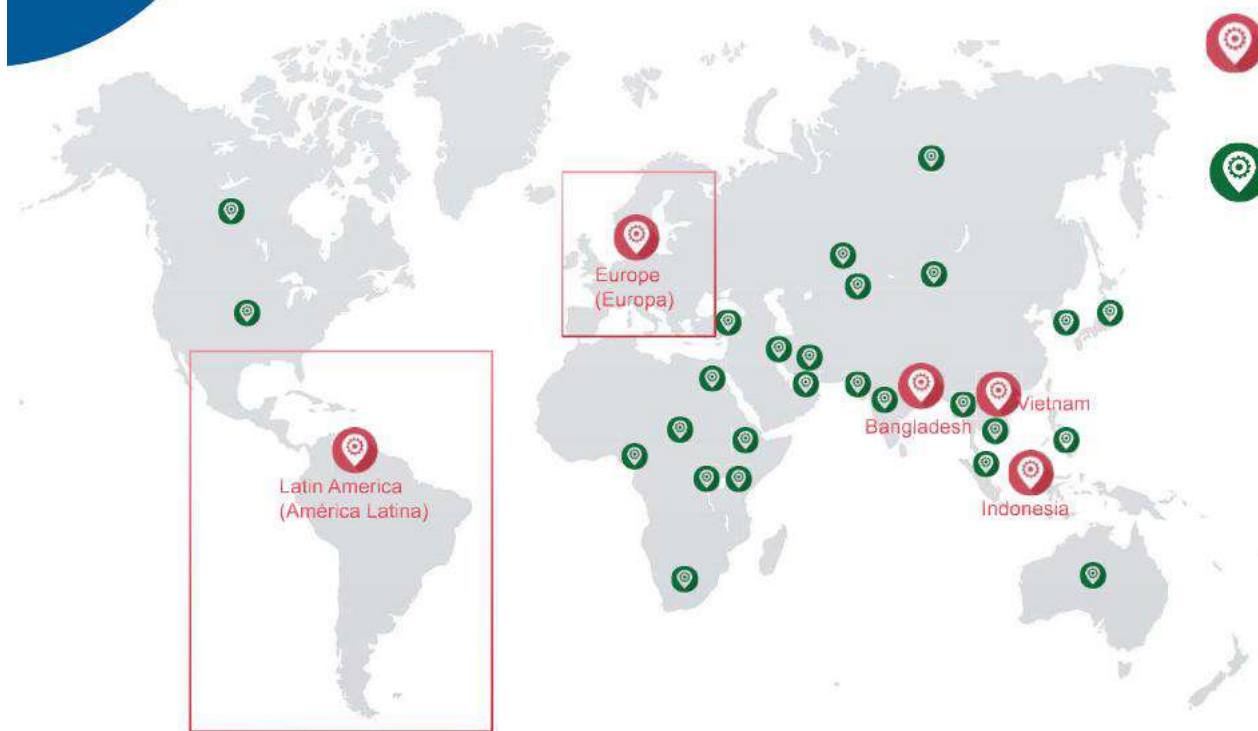 Europe
(Europa)
Vietnam
Bangladesh
Latin America
(América Latina)
Indonesia